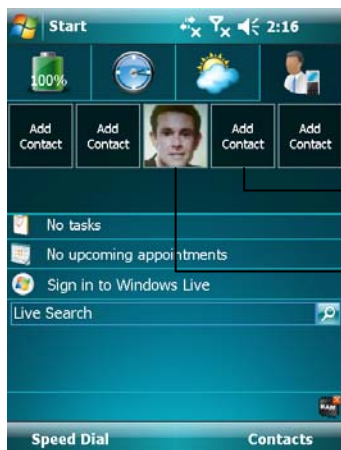 Start 2:16
100%
Add Contact Add Contact Add Contact Add Contact
No tasks
No upcoming appointments
Sign in to Windows Live
Live Search
RAM
Speed Dial Contacts